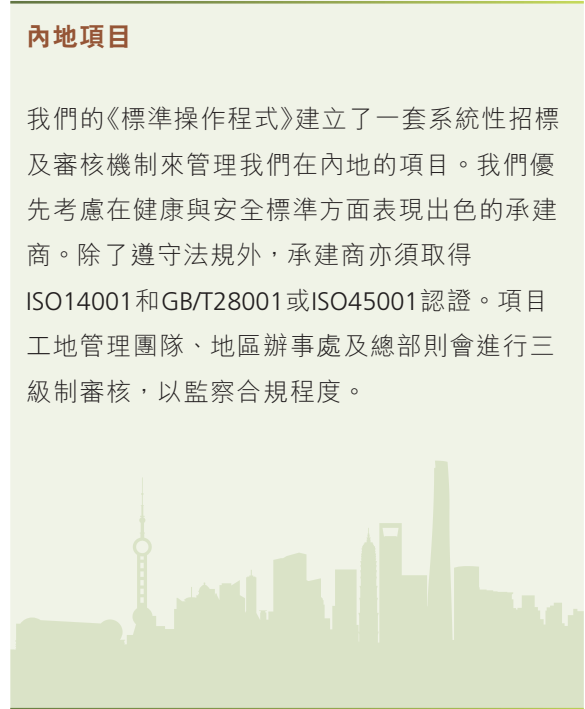 內地項目
我們的《標準操作程式》建立了一套系統性招標
及審核機制來管理我們在內地的項目。我們優
先考慮在健康與安全標準方面表現出色的承建
商。除了遵守法規外，承建商亦須取得
ISO14001和GB/T28001或ISO45001認證。項目
工地管理團隊、地區辦事處及總部則會進行三
級制審核，以監察合規程度。